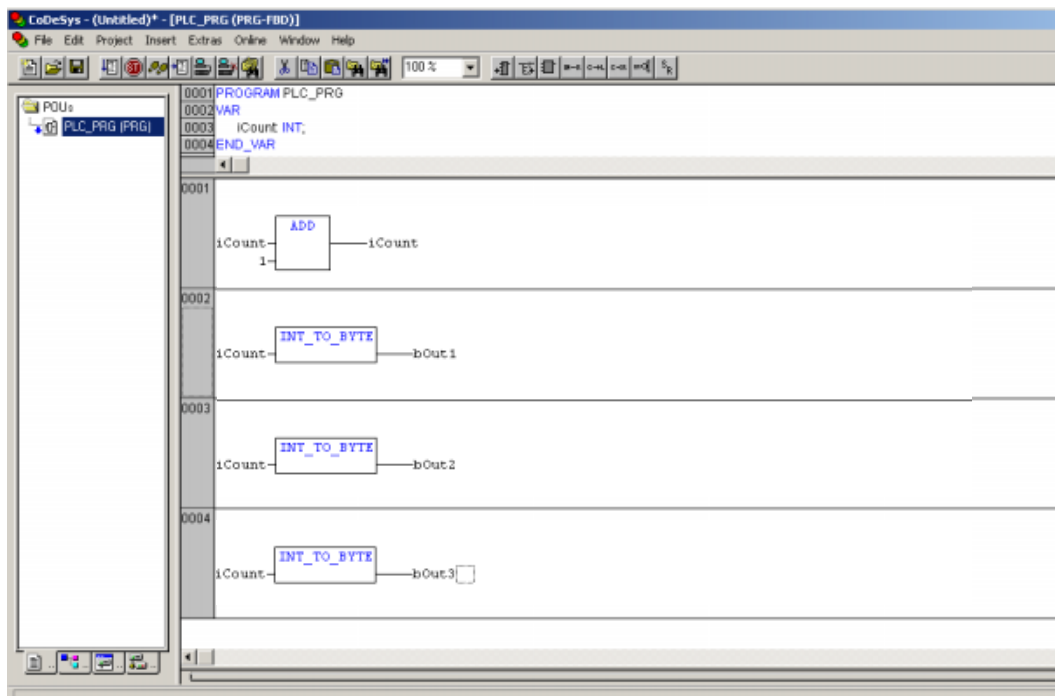 CoDeSys - (Untitled)* - [PLC_PRG (PRG-FBD)]
File Edit Project Insert Extras Online Window Help
100 %
POUs
PLC_PRG (PRG)
0001 PROGRAM PLC_PRG
0002 VAR
0003 iCount: INT;
0004 END_VAR
0001
ADD
iCount iCount
1
0002
INT_TO_BYTE
iCount bOut1
0003
INT_TO_BYTE
iCount bOut2
0004
INT_TO_BYTE
iCount bOut3